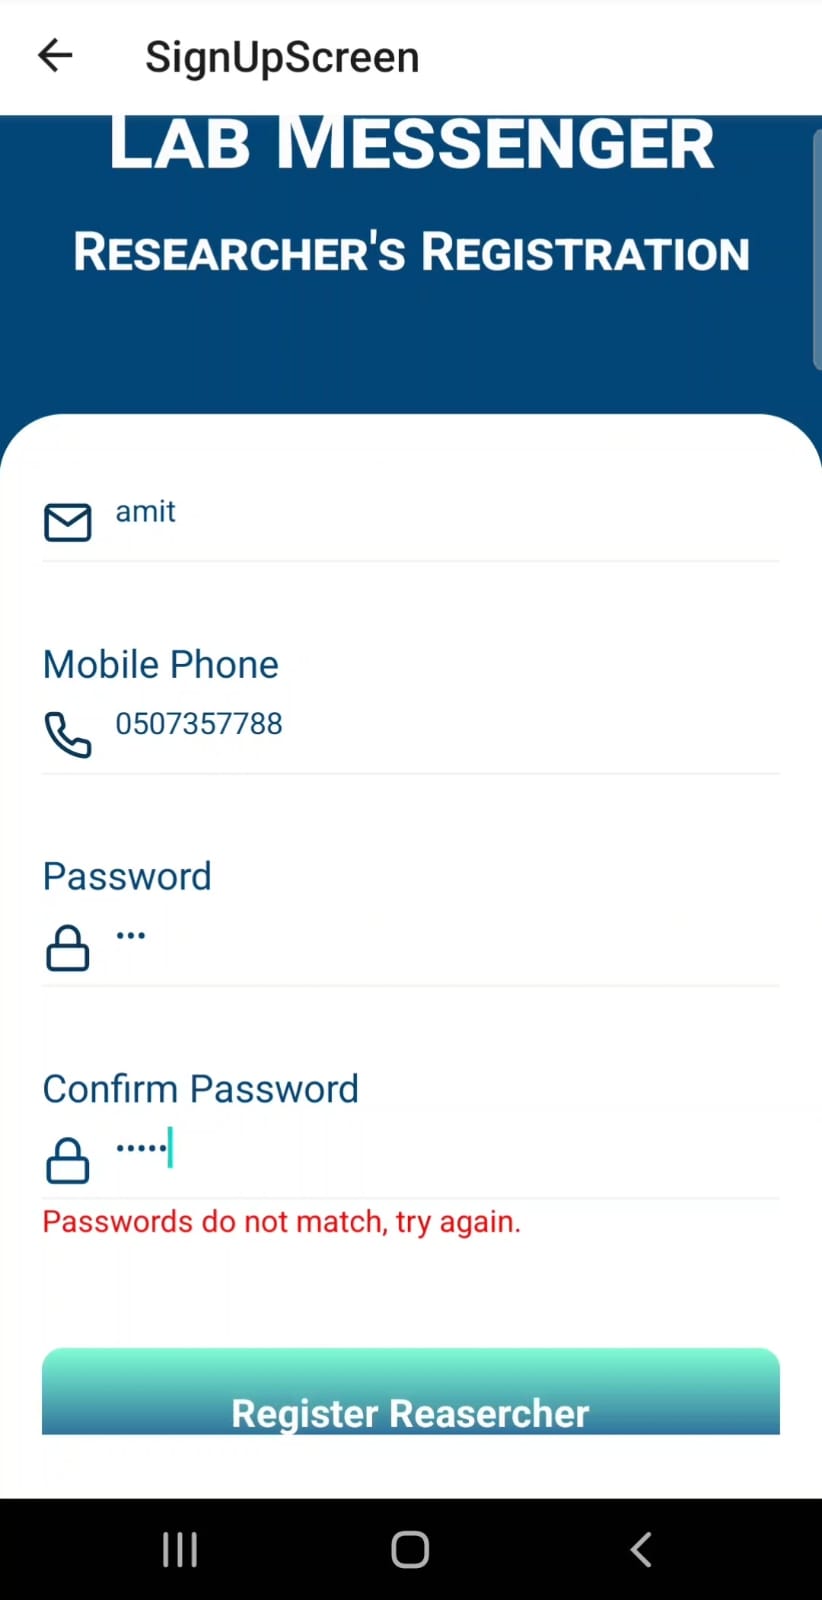 SignUpScreen
LAB MESSENGER
RESEARCHER'S REGISTRATION
amit
Mobile Phone
0507357788
Password
•••
Confirm Password
•••••
Passwords do not match, try again.
Register Reasercher